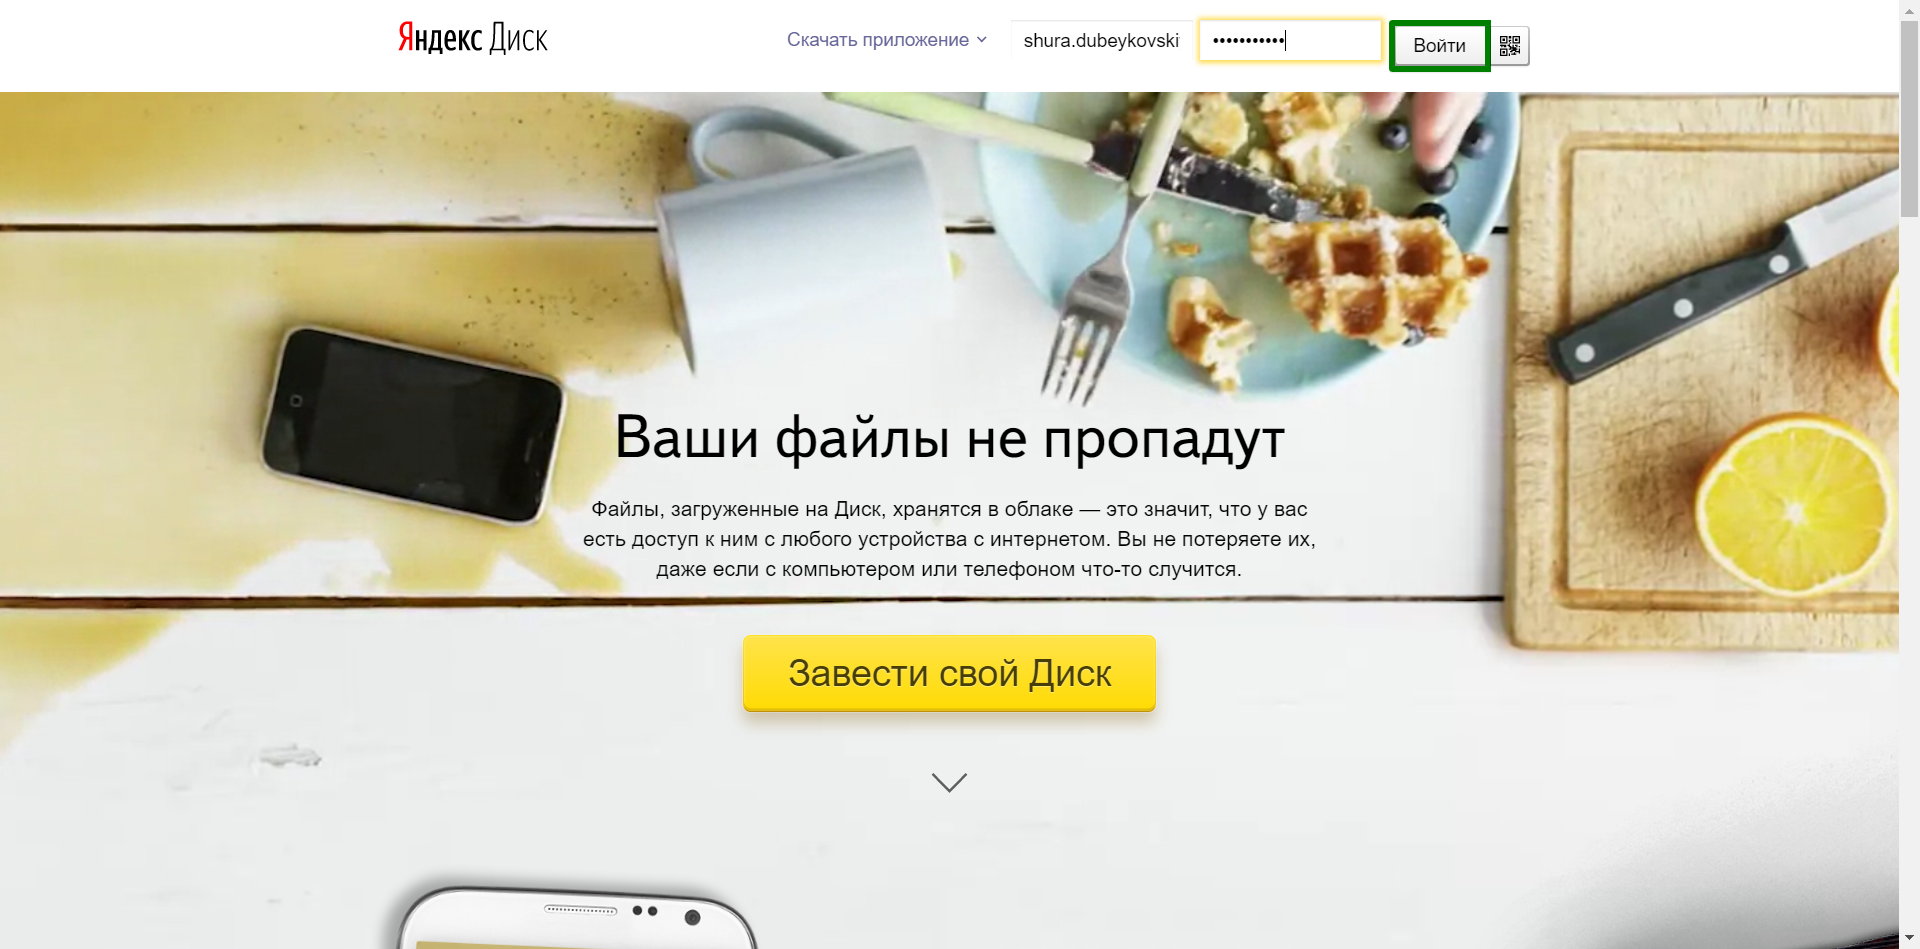 Яндекс Диск
Скачать приложение
shura.dubeykovski
•••••••••••
Войти
Ваши файлы не пропадут
Файлы, загруженные на Диск, хранятся в облаке — это значит, что у вас
есть доступ к ним с любого устройства с интернетом. Вы не потеряете их,
даже если с компьютером или телефоном что-то случится.
Завести свой Диск